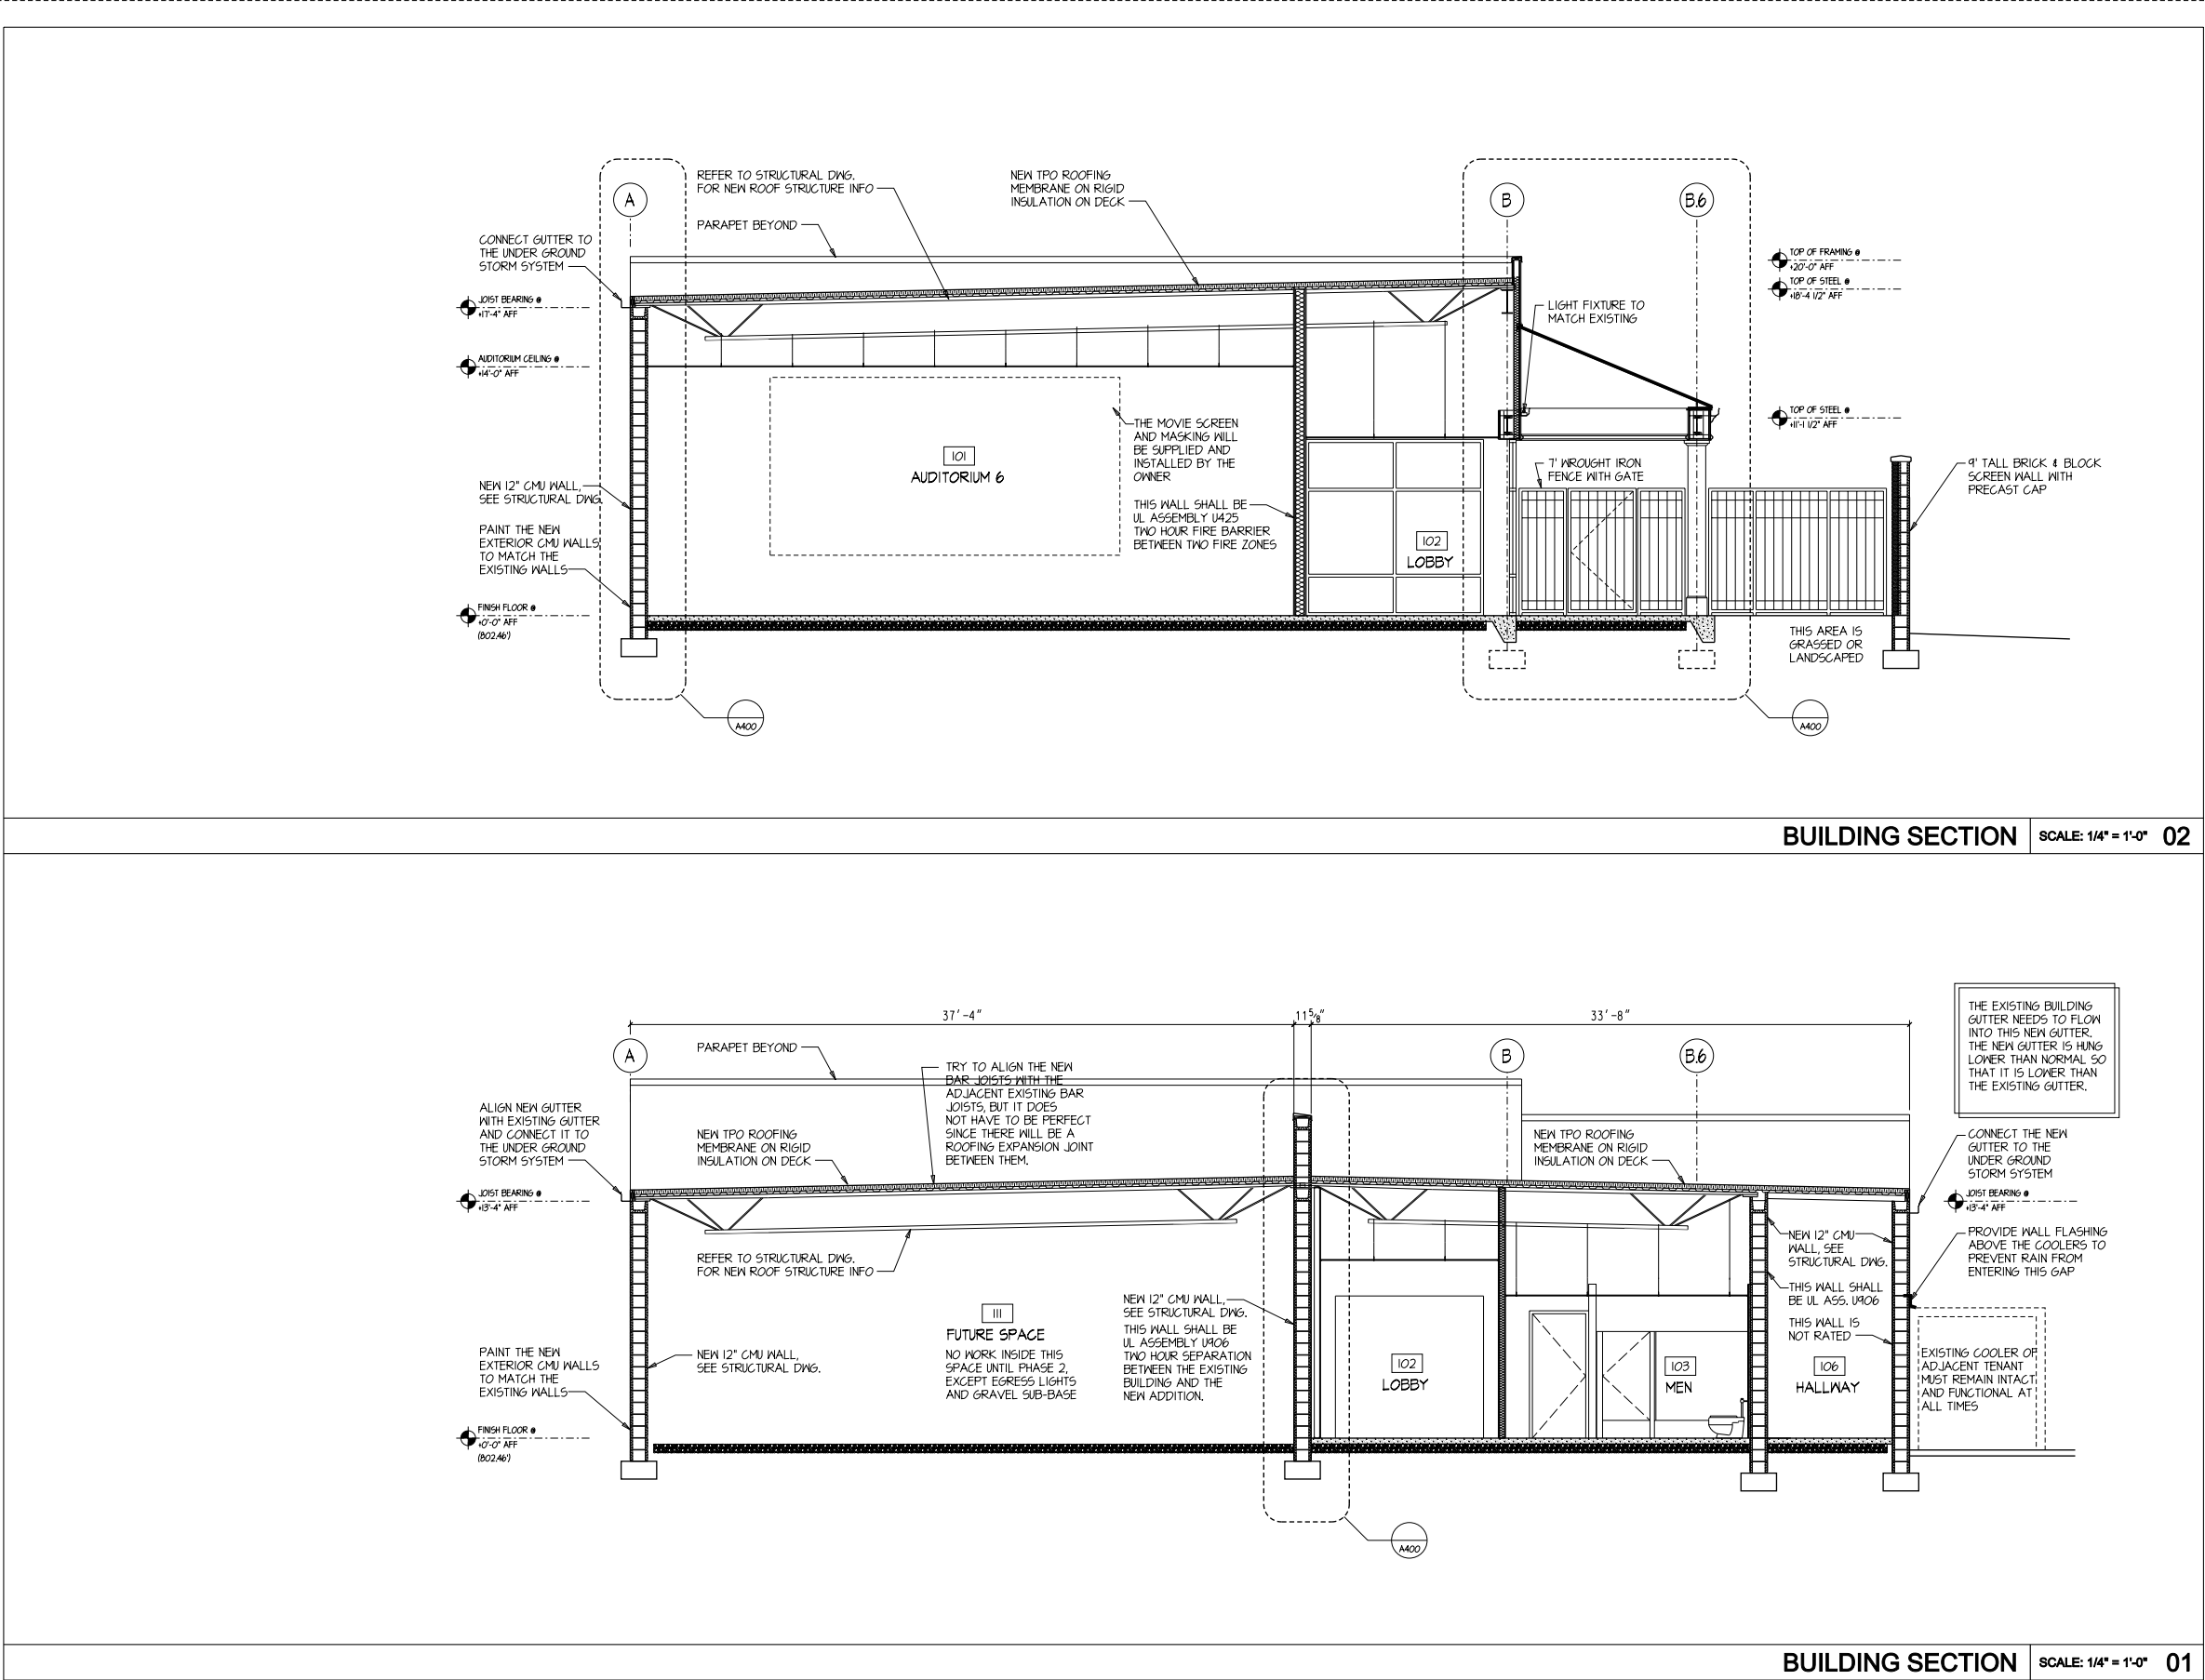 A
B
B.6
REFER TO STRUCTURAL DWG.
FOR NEW ROOF STRUCTURE INFO
NEW TPO ROOFING
MEMBRANE ON RIGID
INSULATION ON DECK
PARAPET BEYOND
CONNECT GUTTER TO
THE UNDER GROUND
STORM SYSTEM
JOIST BEARING @
+17'-4" AFF
AUDITORIUM CEILING @
+14'-0" AFF
TOP OF FRAMING @
+20'-0" AFF
TOP OF STEEL @
+18'-4 1/2" AFF
LIGHT FIXTURE TO
MATCH EXISTING
TOP OF STEEL @
+11'-1 1/2" AFF
THE MOVIE SCREEN
AND MASKING WILL
BE SUPPLIED AND
INSTALLED BY THE
OWNER
101
AUDITORIUM 6
7' WROUGHT IRON
FENCE WITH GATE
9' TALL BRICK & BLOCK
SCREEN WALL WITH
PRECAST CAP
NEW 12" CMU WALL,
SEE STRUCTURAL DWG.
THIS WALL SHALL BE
UL ASSEMBLY U425
TWO HOUR FIRE BARRIER
BETWEEN TWO FIRE ZONES
PAINT THE NEW
EXTERIOR CMU WALLS
TO MATCH THE
EXISTING WALLS
102
LOBBY
FINISH FLOOR @
+0'-0" AFF
(802.46')
THIS AREA IS
GRASSED OR
LANDSCAPED
A400
A400
BUILDING SECTION SCALE: 1/4" = 1'-0" 02
37'-4"
11 5/8"
33'-8"
THE EXISTING BUILDING
GUTTER NEEDS TO FLOW
INTO THIS NEW GUTTER.
THE NEW GUTTER IS HUNG
LOWER THAN NORMAL SO
THAT IT IS LOWER THAN
THE EXISTING GUTTER.
A
B
B.6
PARAPET BEYOND
TRY TO ALIGN THE NEW
BAR JOISTS WITH THE
ADJACENT EXISTING BAR
JOISTS, BUT IT DOES
NOT HAVE TO BE PERFECT
SINCE THERE WILL BE A
ROOFING EXPANSION JOINT
BETWEEN THEM.
ALIGN NEW GUTTER
WITH EXISTING GUTTER
AND CONNECT IT TO
THE UNDER GROUND
STORM SYSTEM
NEW TPO ROOFING
MEMBRANE ON RIGID
INSULATION ON DECK
NEW TPO ROOFING
MEMBRANE ON RIGID
INSULATION ON DECK
CONNECT THE NEW
GUTTER TO THE
UNDER GROUND
STORM SYSTEM
JOIST BEARING @
+13'-4" AFF
JOIST BEARING @
+13'-4" AFF
REFER TO STRUCTURAL DWG.
FOR NEW ROOF STRUCTURE INFO
NEW 12" CMU
WALL, SEE
STRUCTURAL DWG.
PROVIDE WALL FLASHING
ABOVE THE COOLERS TO
PREVENT RAIN FROM
ENTERING THIS GAP
THIS WALL SHALL
BE UL ASS. U906
THIS WALL IS
NOT RATED
111
FUTURE SPACE
NO WORK INSIDE THIS
SPACE UNTIL PHASE 2,
EXCEPT EGRESS LIGHTS
AND GRAVEL SUB-BASE
NEW 12" CMU WALL,
SEE STRUCTURAL DWG.
THIS WALL SHALL BE
UL ASSEMBLY U906
TWO HOUR SEPARATION
BETWEEN THE EXISTING
BUILDING AND THE
NEW ADDITION.
PAINT THE NEW
EXTERIOR CMU WALLS
TO MATCH THE
EXISTING WALLS
NEW 12" CMU WALL,
SEE STRUCTURAL DWG.
102
LOBBY
103
MEN
106
HALLWAY
EXISTING COOLER OF
ADJACENT TENANT
MUST REMAIN INTACT
AND FUNCTIONAL AT
ALL TIMES
FINISH FLOOR @
+0'-0" AFF
(802.46')
A400
BUILDING SECTION SCALE: 1/4" = 1'-0" 01